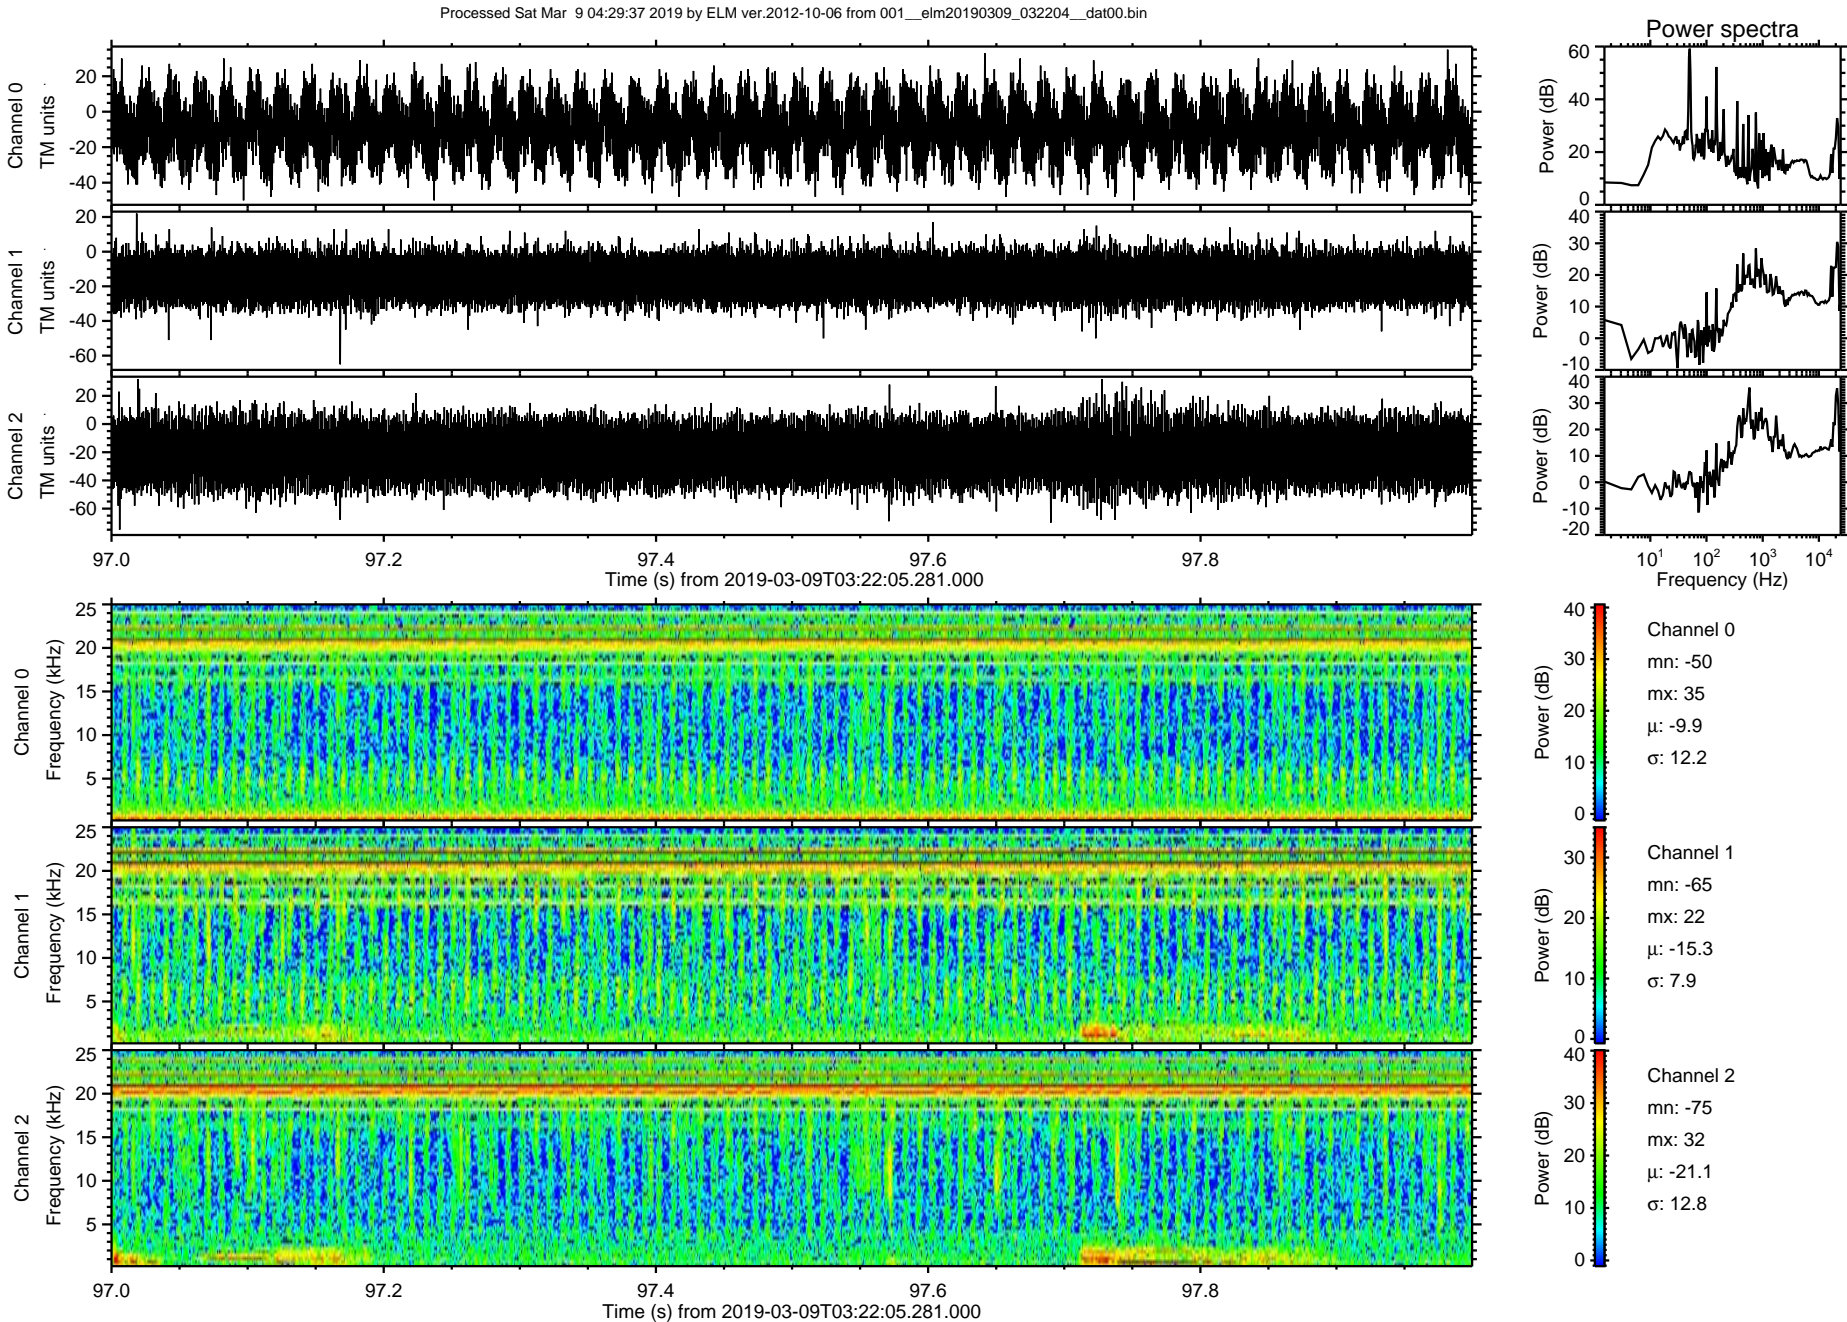 Processed Sat Mar  9 04:29:37 2019 by ELM ver.2012-10-06 from 001__elm20190309_032204__dat00.bin
Power spectra
Channel 0
TM units
20
0
-20
-40
Power (dB)
60
40
20
0
Channel 1
TM units
20
0
-20
-40
-60
Power (dB)
40
30
20
10
0
-10
Channel 2
TM units
20
0
-20
-40
-60
Power (dB)
40
30
20
10
0
-10
-20
97.0 97.2 97.4 97.6 97.8
Time (s) from 2019-03-09T03:22:05.281.000
10^1 10^2 10^3 10^4
Frequency (Hz)
Channel 0
Frequency (kHz)
25
20
15
10
5
Power (dB)
40
30
20
10
0
Channel 0
mn: -50
mx: 35
μ: -9.9
σ: 12.2
Channel 1
Frequency (kHz)
25
20
15
10
5
Power (dB)
30
20
10
0
Channel 1
mn: -65
mx: 22
μ: -15.3
σ: 7.9
Channel 2
Frequency (kHz)
25
20
15
10
5
Power (dB)
40
30
20
10
0
Channel 2
mn: -75
mx: 32
μ: -21.1
σ: 12.8
97.0 97.2 97.4 97.6 97.8
Time (s) from 2019-03-09T03:22:05.281.000